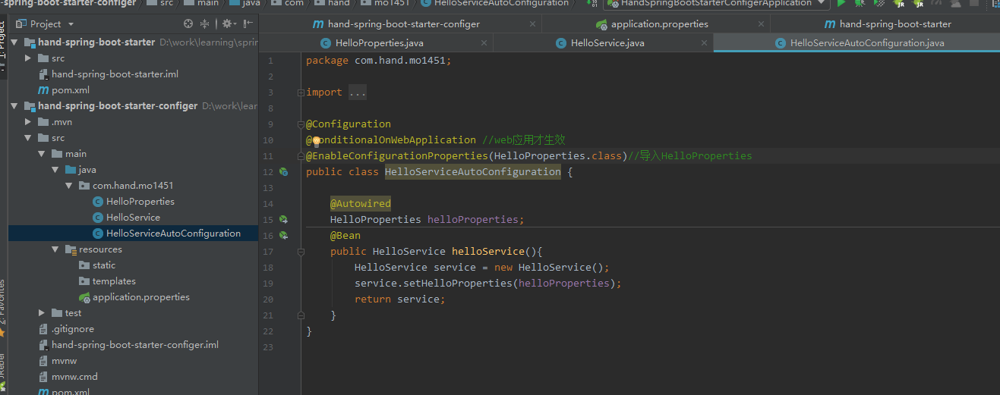 -spring-boot-starter-configer src main java com hand mo1451 HelloServiceAutoConfiguration HandSpringBootStarterConfigerApplication
Project
hand-spring-boot-starter-configer application.properties hand-spring-boot-starter
HelloProperties.java HelloService.java HelloServiceAutoConfiguration.java
1: Project
2: Favorites
JRebel
hand-spring-boot-starter D:\work\learning\sprin
src
hand-spring-boot-starter.iml
pom.xml
hand-spring-boot-starter-configer D:\work\lear
.mvn
src
main
java
com.hand.mo1451
HelloProperties
HelloService
HelloServiceAutoConfiguration
resources
static
templates
application.properties
test
.gitignore
hand-spring-boot-starter-configer.iml
mvnw
mvnw.cmd
pom.xml
1 package com.hand.mo1451;
2
3 import ...
8
9 @Configuration
10 @onditionalOnWebApplication //web应用才生效
11 @EnableConfigurationProperties(HelloProperties.class)//导入HelloProperties
12 public class HelloServiceAutoConfiguration {
13
14 @Autowired
15 HelloProperties helloProperties;
16 @Bean
17 public HelloService helloService(){
18 HelloService service = new HelloService();
19 service.setHelloProperties(helloProperties);
20 return service;
21 }
22 }
23